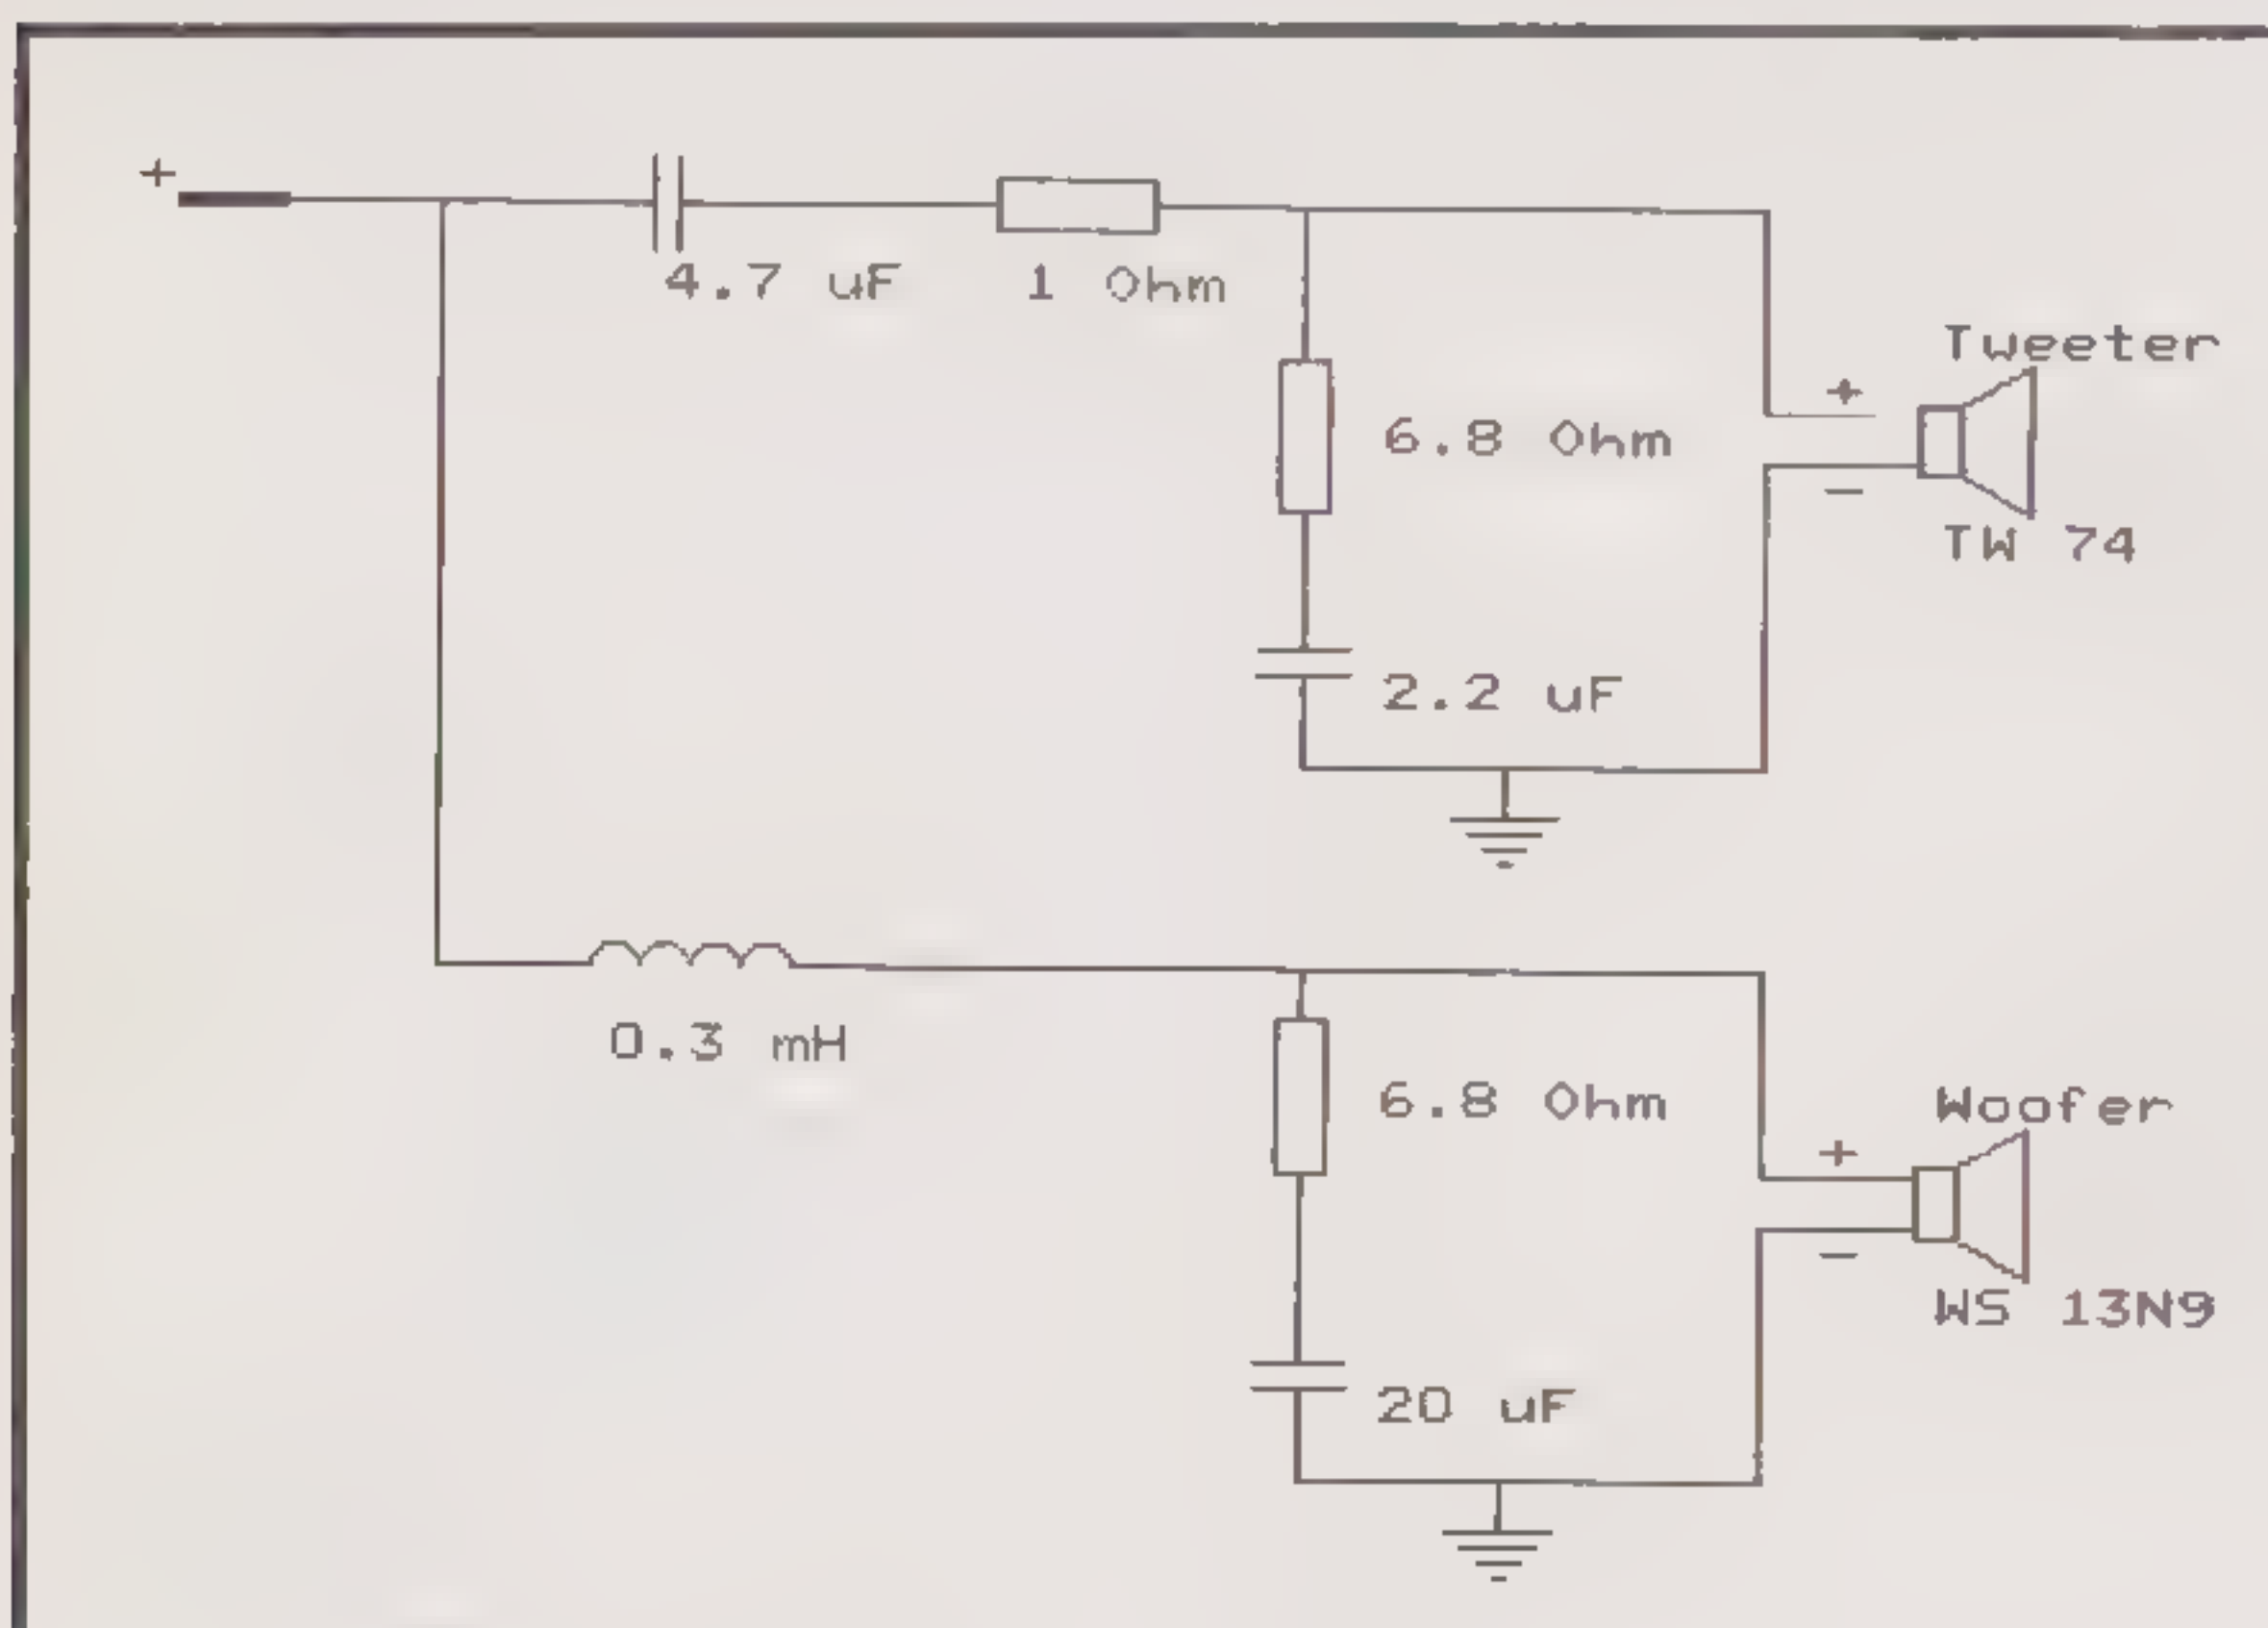 +
4.7 uF
1 Ohm
Tweeter
+
6.8 Ohm
−
TW 74
2.2 uF
0.3 mH
6.8 Ohm
Woofer
+
−
WS 13N9
20 uF